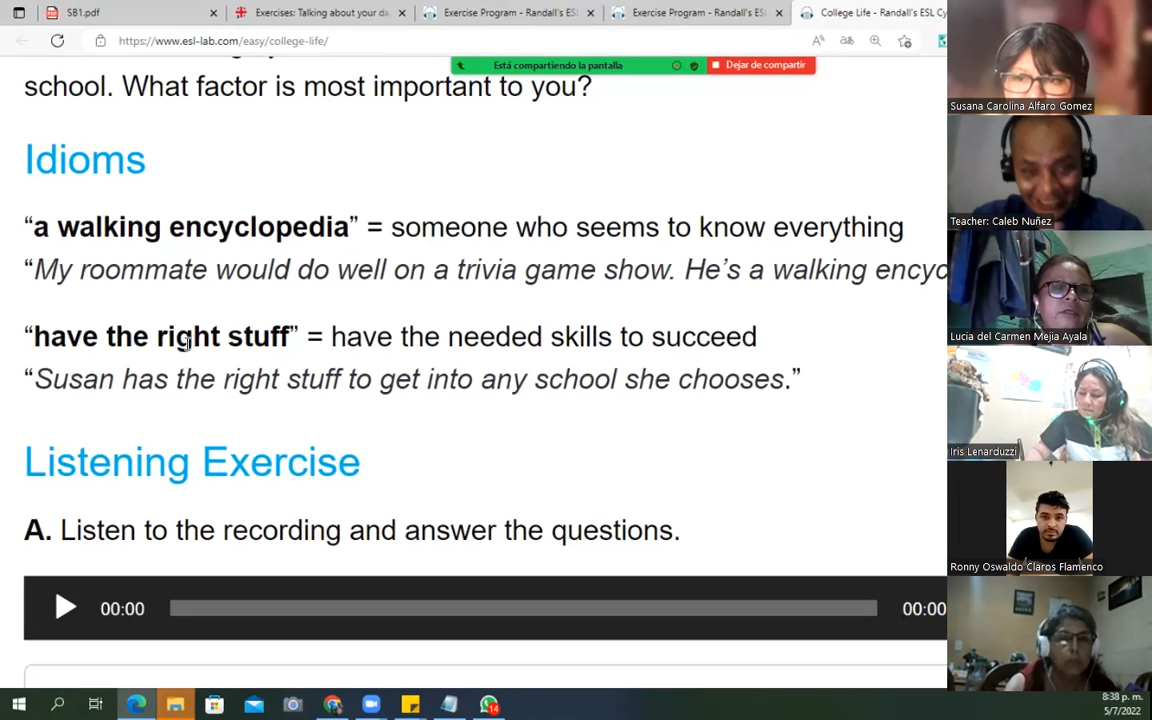 SB1.pdf
Exercises: Talking about your da
Exercise Program - Randall's ESL
Exercise Program - Randall's ESL
College Life - Randall's ESL Cy
https://www.esl-lab.com/easy/college-life/
Está compartiendo la pantalla
Dejar de compartir
school. What factor is most important to you?
Idioms
“a walking encyclopedia” = someone who seems to know everything
“My roommate would do well on a trivia game show. He's a walking encyc
“have the right stuff” = have the needed skills to succeed
“Susan has the right stuff to get into any school she chooses.”
Listening Exercise
A. Listen to the recording and answer the questions.
00:00
00:00
Susana Carolina Alfaro Gomez
Teacher: Caleb Nuñez
Lucia del Carmen Mejia Ayala
Iris Lenarduzzi
Ronny Oswaldo Claros Flamenco
14
8:38 p. m.
5/7/2022